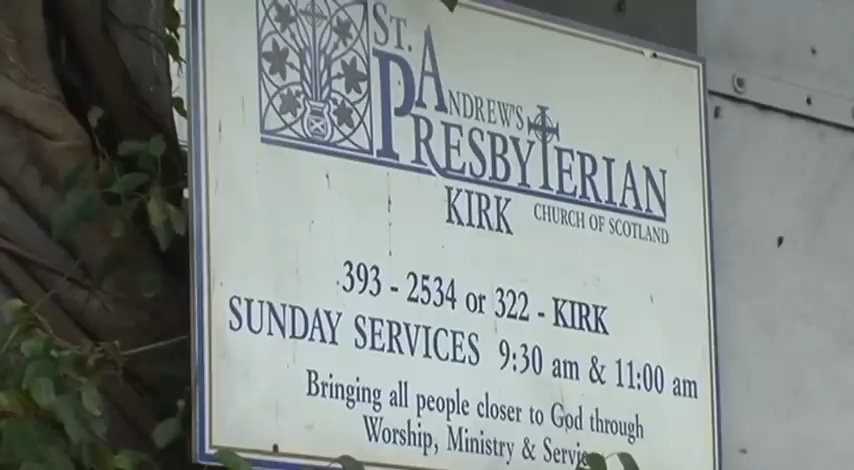 ST. ANDREW'S
PRESBYTERIAN
KIRK CHURCH OF SCOTLAND
393 - 2534 or 322 - KIRK
SUNDAY SERVICES 9:30 am & 11:00 am
Bringing all people closer to God through
Worship, Ministry &